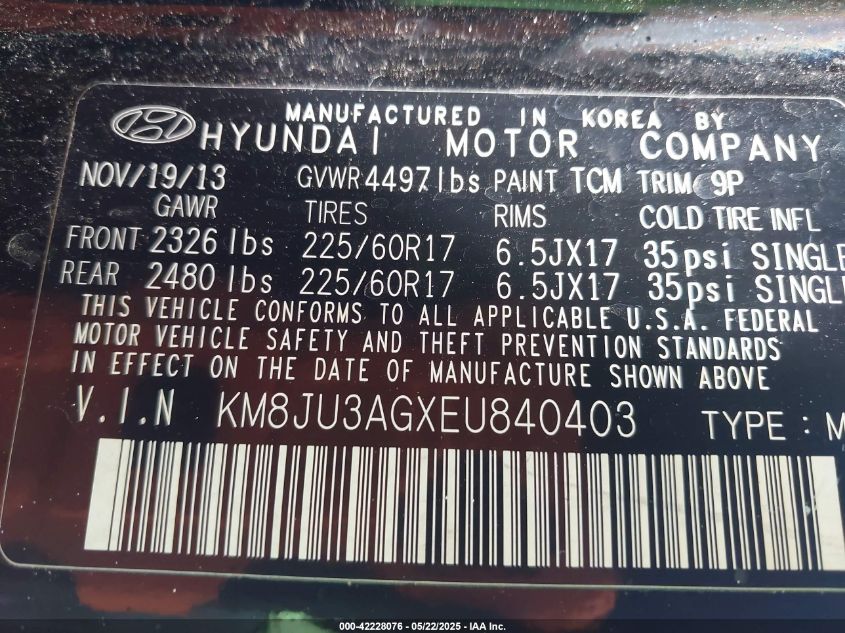 MANUFACTURED IN KOREA BY
HYUNDAI MOTOR COMPANY
NOV/19/13 GVWR 4497lbs PAINT TCM TRIM 9P
GAWR TIRES RIMS COLD TIRE INFL
FRONT 2326 lbs 225/60R17 6.5JX17 35psi SINGLE
REAR 2480 lbs 225/60R17 6.5JX17 35psi SINGL
THIS VEHICLE CONFORMS TO ALL APPLICABLE U.S.A. FEDERAL
MOTOR VEHICLE SAFETY AND THEFT PREVENTION STANDARDS
IN EFFECT ON THE DATE OF MANUFACTURE SHOWN ABOVE
V.I.N KM8JU3AGXEU840403 TYPE : M
000-42228076 - 05/22/2025 - IAA Inc.